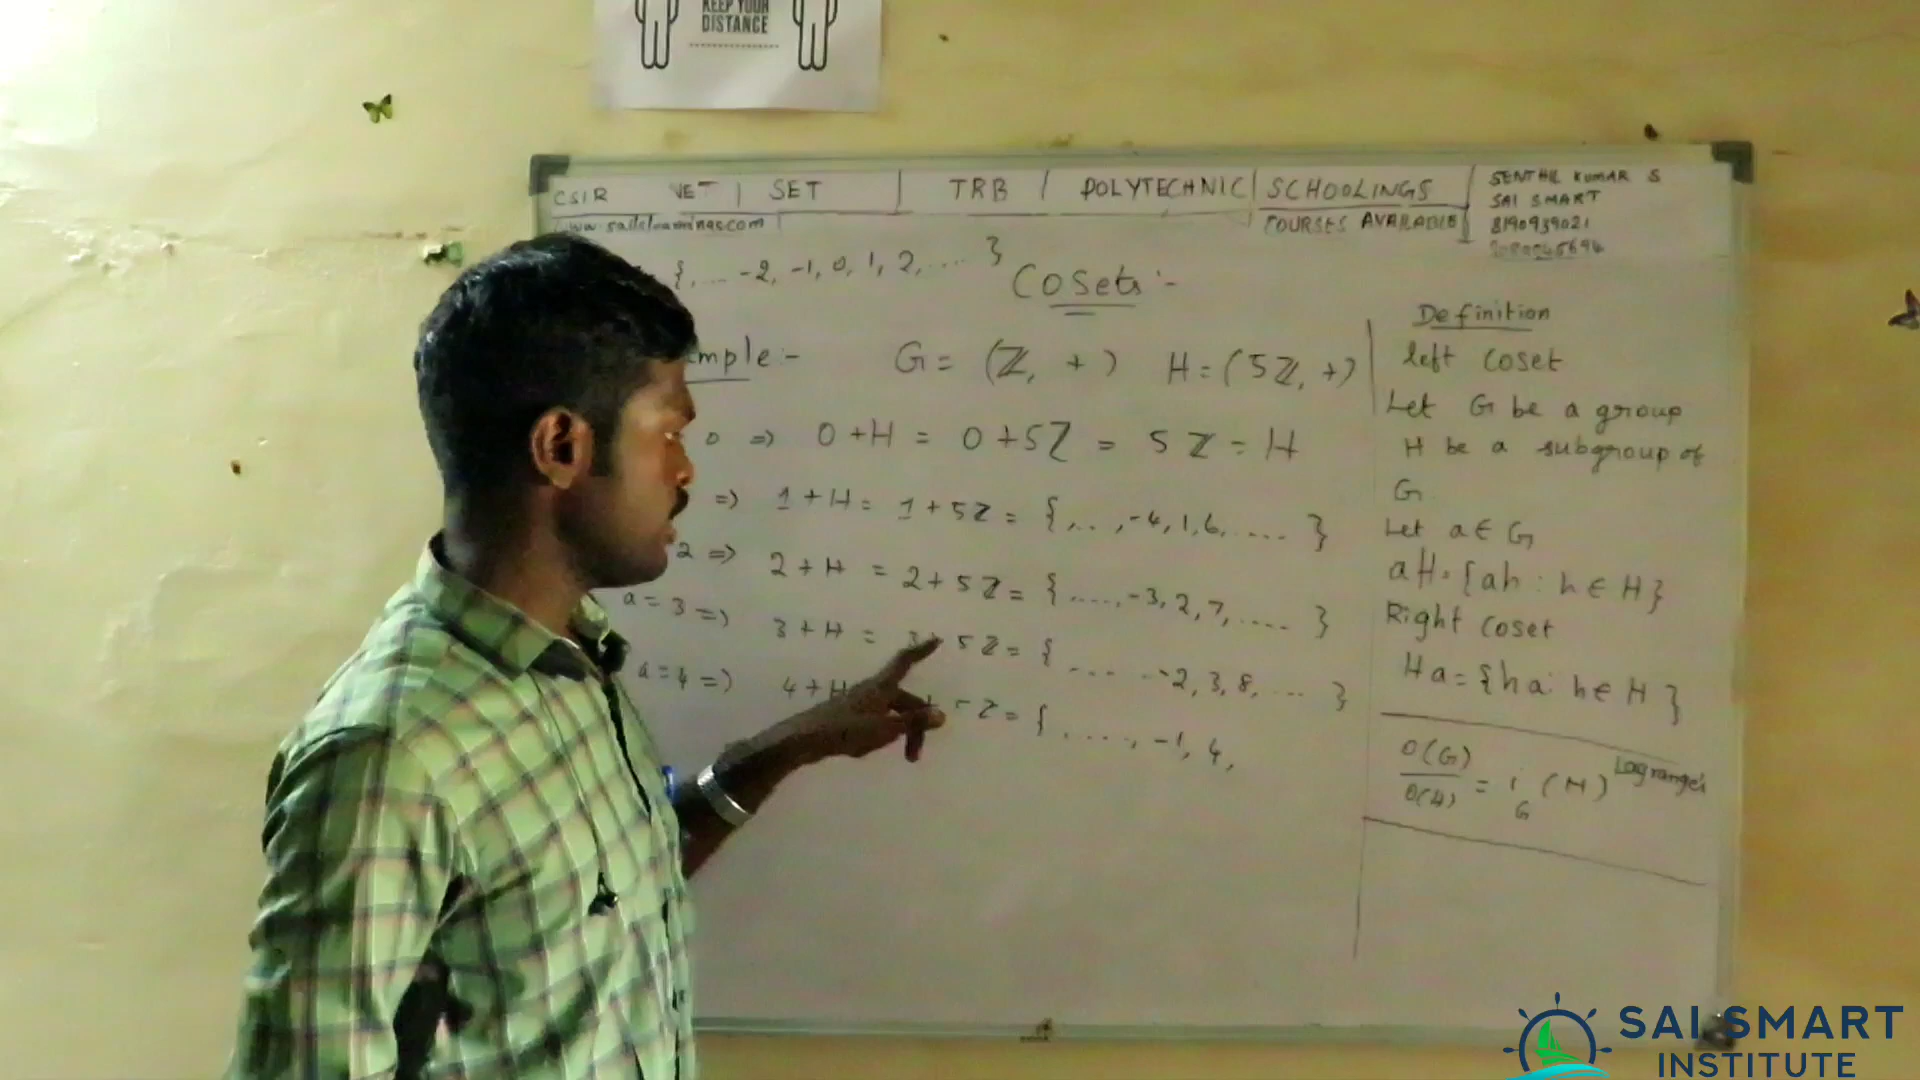 KEEP YOUR
DISTANCE
CSIR NET | SET | TRB / POLYTECHNIC | SCHOOLINGS
COURSES AVAILABLE
SENTHIL KUMAR S
SAI SMART
8190939021
{, ... -2, -1, 0, 1, 2, .... }
Cosets :-
mple:- G = (ℤ, +) H = (5ℤ, +)
0 => 0 + H = 0 + 5ℤ = 5ℤ = H
=> 1 + H = 1 + 5ℤ = {, ..., -4, 1, 6, ..... }
2 => 2 + H = 2 + 5ℤ = { ....., -3, 2, 7, ..... }
a = 3 => 3 + H = 3 + 5ℤ = { ... ... -2, 3, 8, .... }
a = 4 => 4 + H + 5ℤ = { ....., -1, 4,
Definition
left coset
Let G be a group
H be a subgroup of
G
Let a ∈ G
aH = {ah : h ∈ H}
Right coset
Ha = {ha : h ∈ H}
O(G)/O(H) = i_G (H) Lagrange's
SAI SMART
INSTITUTE